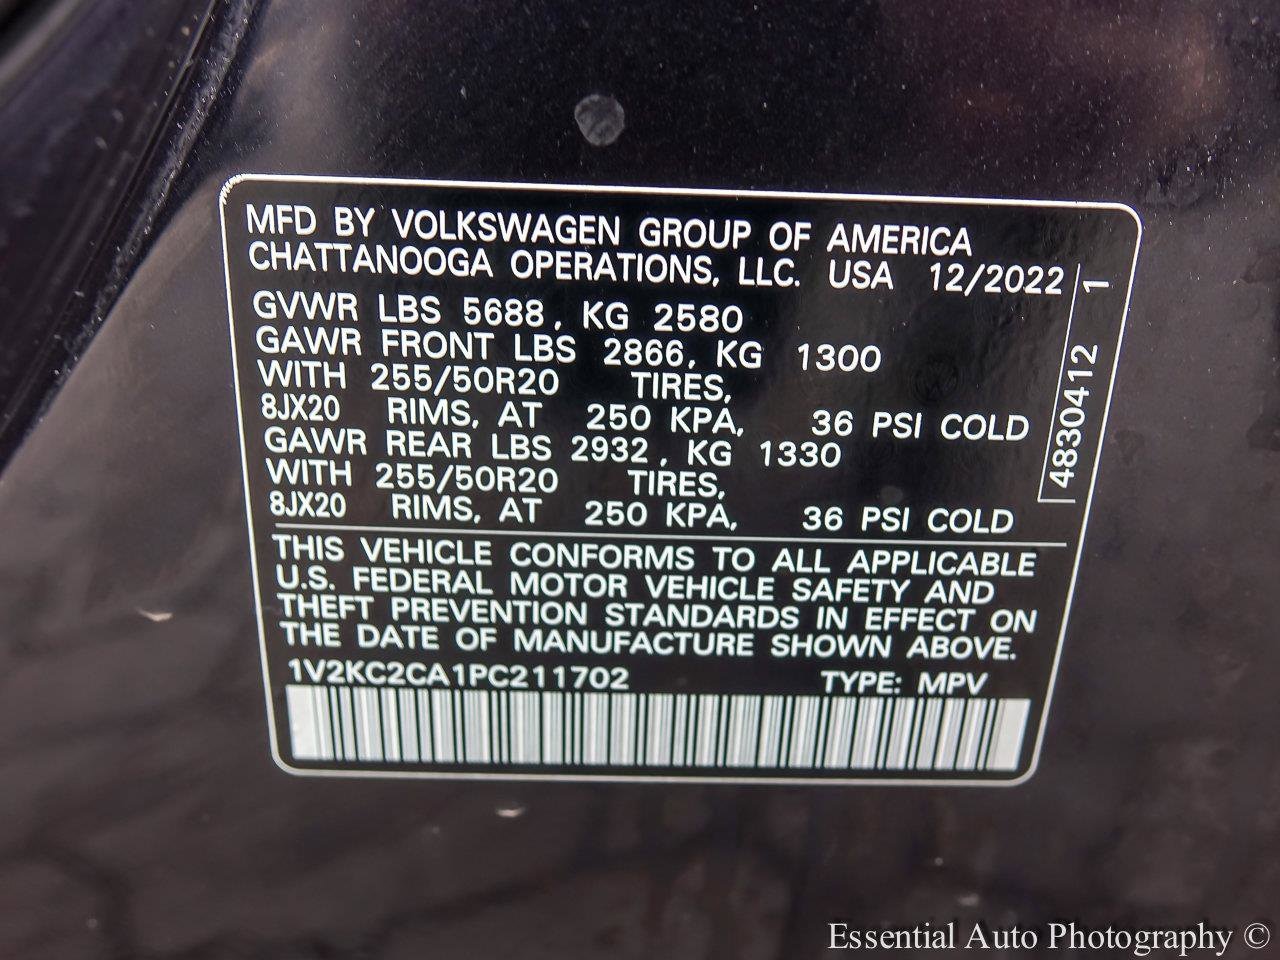 MFD BY VOLKSWAGEN GROUP OF AMERICA
CHATTANOOGA OPERATIONS, LLC. USA 12/2022
GVWR LBS 5688, KG 2580
GAWR FRONT LBS 2866, KG 1300
WITH 255/50R20 TIRES,
8JX20 RIMS, AT 250 KPA, 36 PSI COLD
GAWR REAR LBS 2932, KG 1330
WITH 255/50R20 TIRES,
8JX20 RIMS, AT 250 KPA, 36 PSI COLD
4830412 1
THIS VEHICLE CONFORMS TO ALL APPLICABLE
U.S. FEDERAL MOTOR VEHICLE SAFETY AND
THEFT PREVENTION STANDARDS IN EFFECT ON
THE DATE OF MANUFACTURE SHOWN ABOVE.
1V2KC2CA1PC211702 TYPE: MPV
Essential Auto Photography ©